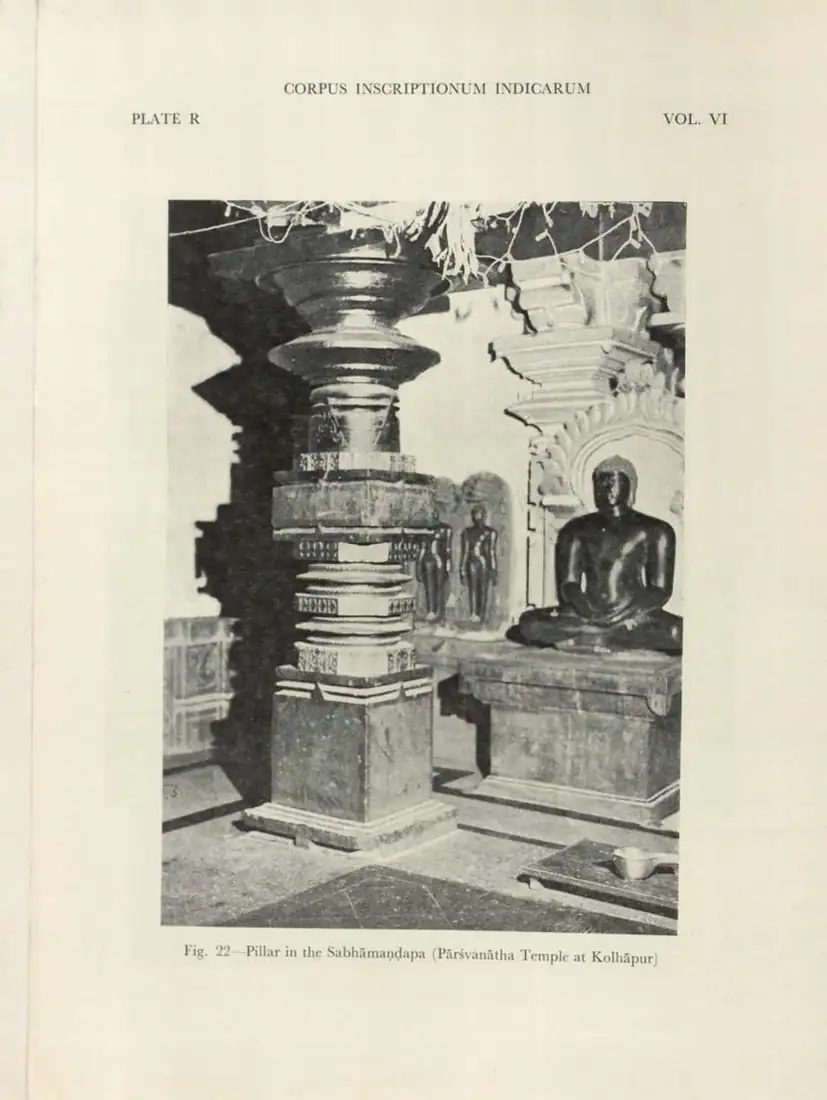 CORPUS INSCRIPTIONUM INDICARUM
PLATE R
VOL. VI
Fig. 22—Pillar in the Sabhāmaṇḍapa (Pārśvanātha Temple at Kolhāpur)